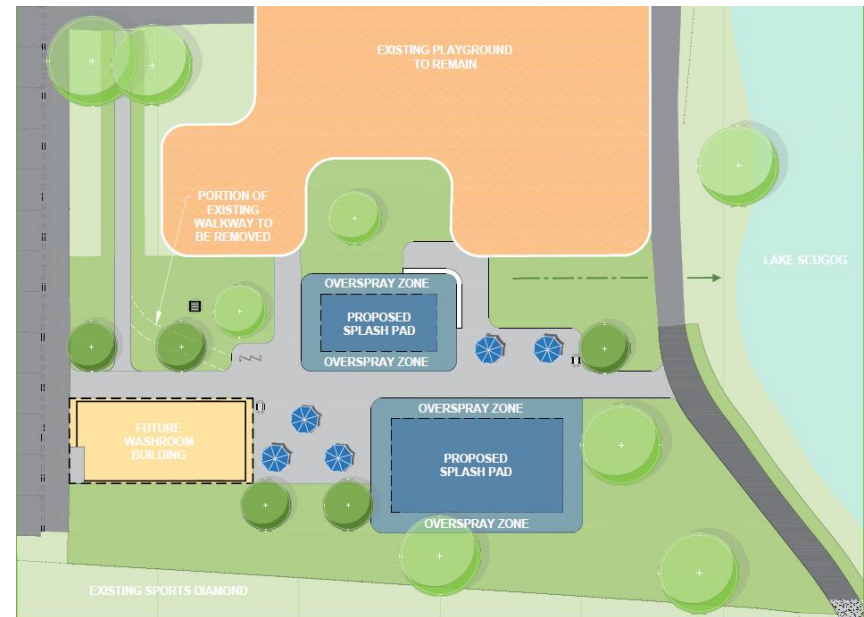 EXISTING PLAYGROUND
TO REMAIN
PORTION OF
EXISTING
WALKWAY TO
BE REMOVED
LAKE SCUGOG
OVERSPRAY ZONE
PROPOSED
SPLASH PAD
OVERSPRAY ZONE
OVERSPRAY ZONE
FUTURE
WASHROOM
BUILDING
PROPOSED
SPLASH PAD
OVERSPRAY ZONE
EXISTING SPORTS DIAMOND